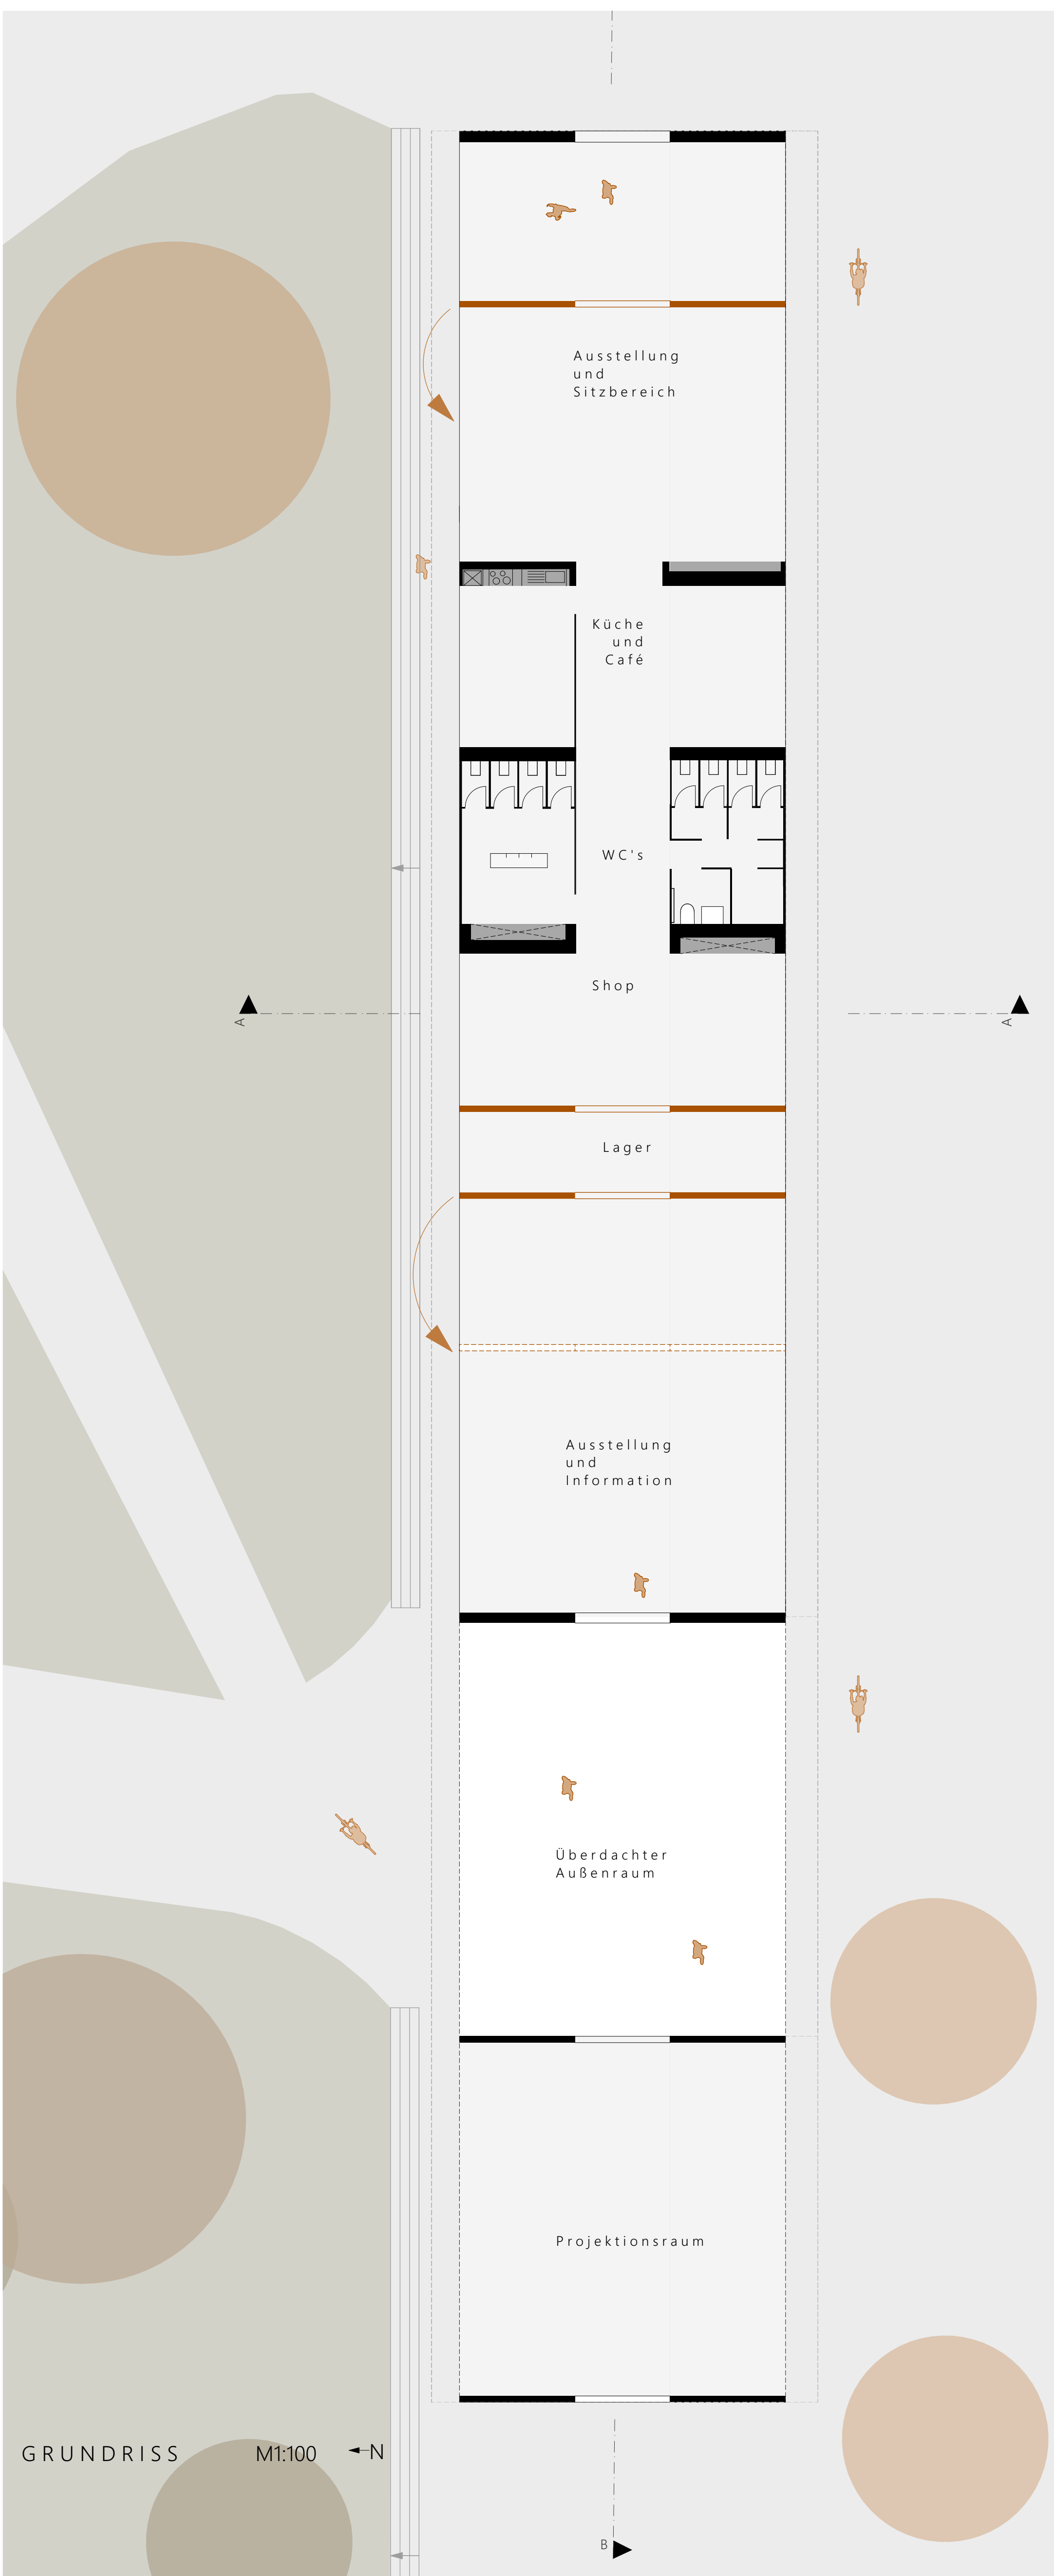 Ausstellung
und
Sitzbereich
Küche
und
Café
WC's
Shop
A
A
Lager
Ausstellung
und
Information
Überdachter
Außenraum
Projektionsraum
GRUNDRISS M1:100 N
B